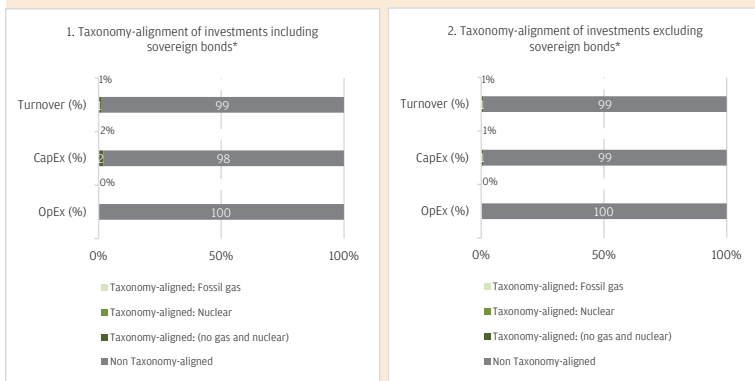 1. Taxonomy-alignment of investments including
sovereign bonds*
1%
Turnover (%)
1
99
2%
CapEx (%)
2
98
0%
OpEx (%)
100
0%
50%
100%
Taxonomy-aligned: Fossil gas
Taxonomy-aligned: Nuclear
Taxonomy-aligned: (no gas and nuclear)
Non Taxonomy-aligned
2. Taxonomy-alignment of investments excluding
sovereign bonds*
1%
Turnover (%)
1
99
1%
CapEx (%)
1
99
0%
OpEx (%)
100
0%
50%
100%
Taxonomy-aligned: Fossil gas
Taxonomy-aligned: Nuclear
Taxonomy-aligned: (no gas and nuclear)
Non Taxonomy-aligned